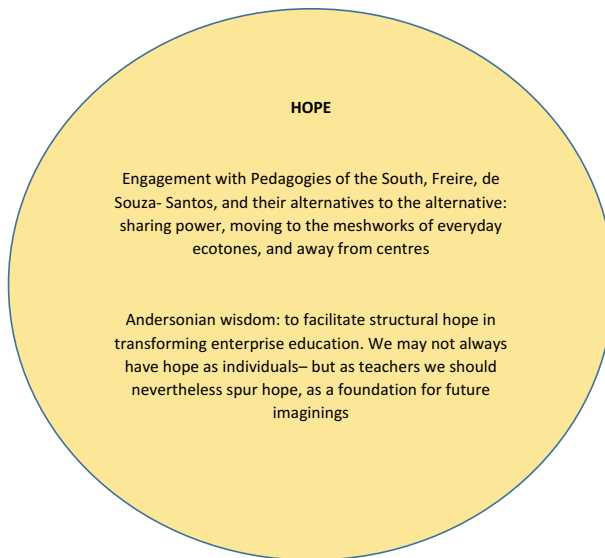 HOPE
Engagement with Pedagogies of the South, Freire, de
Souza- Santos, and their alternatives to the alternative:
sharing power, moving to the meshworks of everyday
ecotones, and away from centres
Andersonian wisdom: to facilitate structural hope in
transforming enterprise education. We may not always
have hope as individuals– but as teachers we should
nevertheless spur hope, as a foundation for future
imaginings